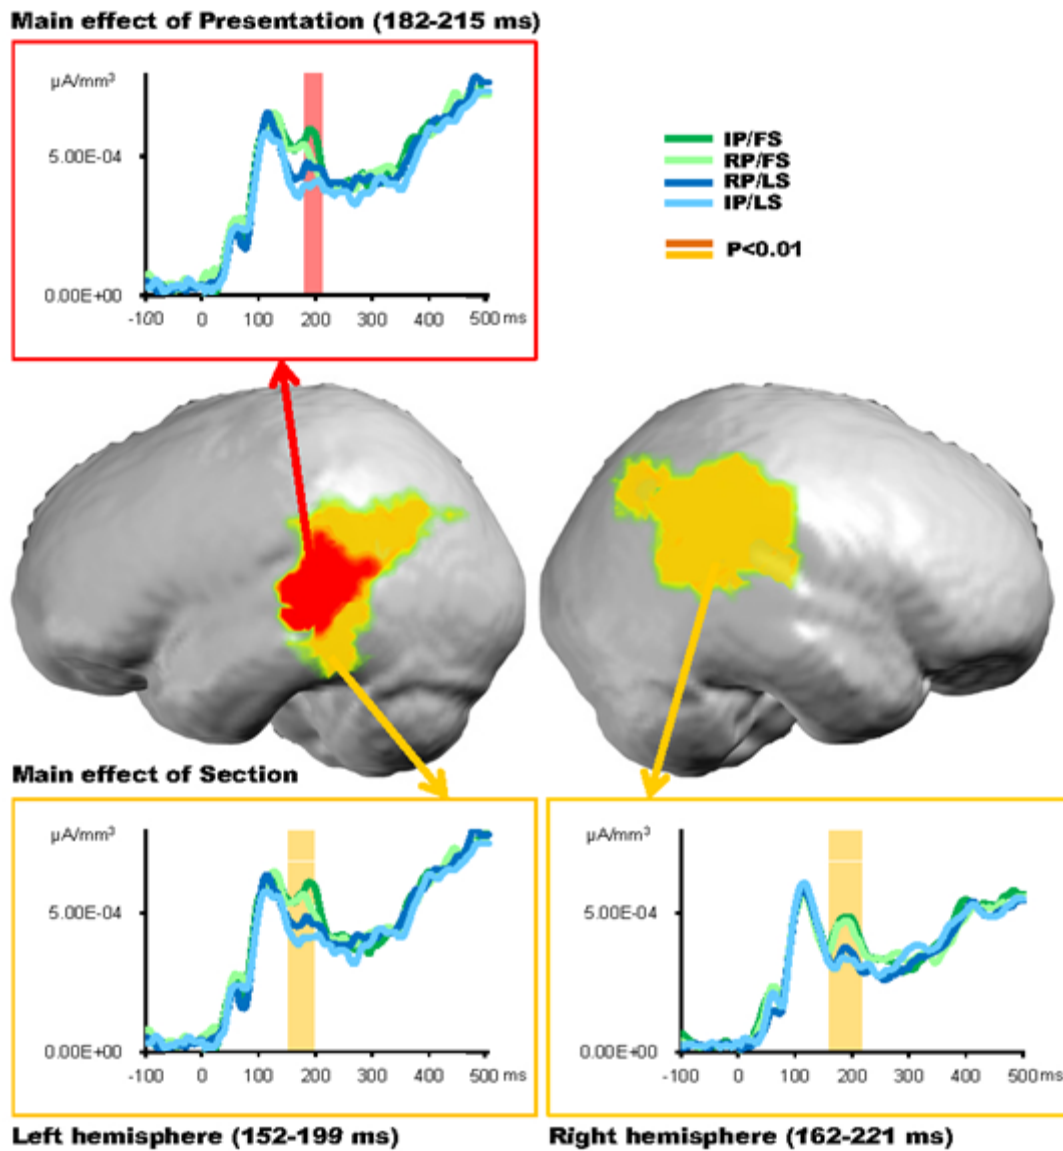 Main effect of Presentation (182-215 ms)
µA/mm³
5.00E-04
0.00E+00
-100 0 100 200 300 400 500 ms
IP/FS
RP/FS
RP/LS
IP/LS
P<0.01
Main effect of Section
µA/mm³
5.00E-04
0.00E+00
-100 0 100 200 300 400 500 ms
Left hemisphere (152-199 ms)
µA/mm³
5.00E-04
0.00E+00
-100 0 100 200 300 400 500 ms
Right hemisphere (162-221 ms)